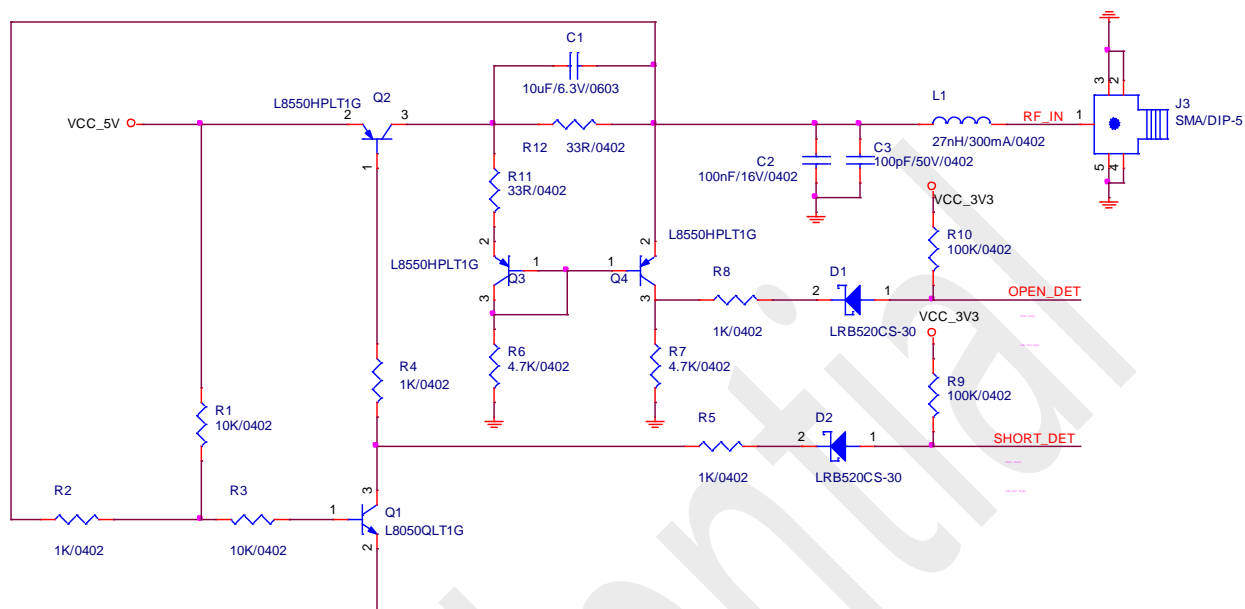 C1
10uF/6.3V/0603
L8550HPLT1G
Q2
2
3
VCC_5V
1
R12
33R/0402
R11
33R/0402
L1
27nH/300mA/0402
RF_IN
1
3
2
5
4
J3
SMA/DIP-5
C2
100nF/16V/0402
C3
100pF/50V/0402
VCC_3V3
R10
100K/0402
2
L8550HPLT1G
Q3
1
3
2
L8550HPLT1G
1
Q4
3
R8
1K/0402
D1
2
1
LRB520CS-30
OPEN_DET
VCC_3V3
R6
4.7K/0402
R7
4.7K/0402
R4
1K/0402
R9
100K/0402
R1
10K/0402
R5
1K/0402
D2
2
1
LRB520CS-30
SHORT_DET
R2
1K/0402
R3
10K/0402
1
3
Q1
L8050QLT1G
2
ential